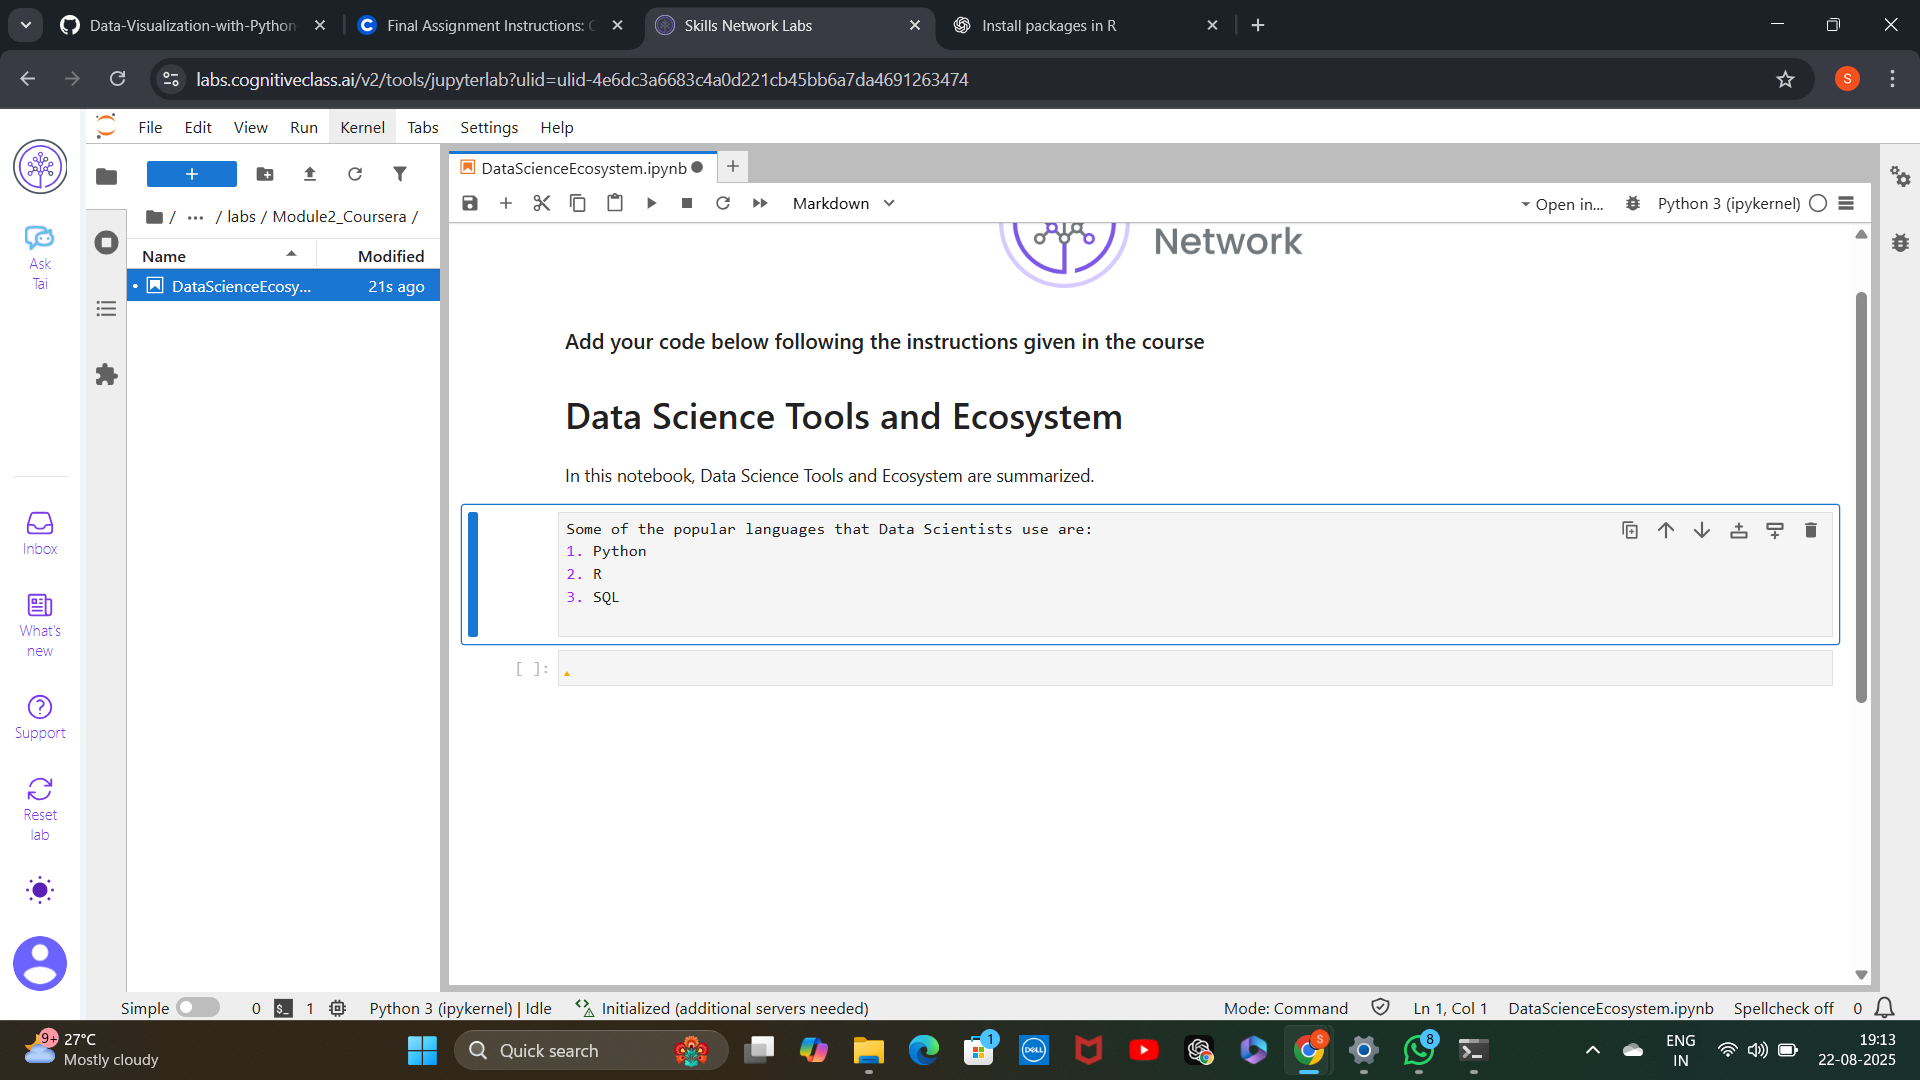 Data-Visualization-with-Python
Final Assignment Instructions: C
Skills Network Labs
Install packages in R
labs.cognitiveclass.ai/v2/tools/jupyterlab?ulid=ulid-4e6dc3a6683c4a0d221cb45bb6a7da4691263474
S
File Edit View Run Kernel Tabs Settings Help
Ask
Tai
Inbox
What's
new
Support
Reset
lab
/ ... / labs / Module2_Coursera /
Name Modified
DataScienceEcosy... 21s ago
DataScienceEcosystem.ipynb
Markdown
Open in...
Python 3 (ipykernel)
Network
Add your code below following the instructions given in the course
Data Science Tools and Ecosystem
In this notebook, Data Science Tools and Ecosystem are summarized.
Some of the popular languages that Data Scientists use are:
1. Python
2. R
3. SQL
[ ]:
Simple 0 1 Python 3 (ipykernel) | Idle Initialized (additional servers needed)
Mode: Command Ln 1, Col 1 DataScienceEcosystem.ipynb Spellcheck off 0
9+
27°C
Mostly cloudy
Quick search
1
DELL
S
8
ENG
IN
19:13
22-08-2025